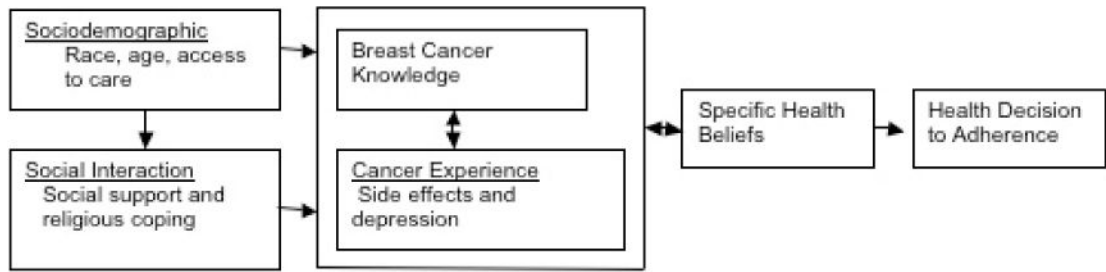 Sociodemographic
Race, age, access
to care
Social Interaction
Social support and
religious coping
Breast Cancer
Knowledge
Cancer Experience
Side effects and
depression
Specific Health
Beliefs
Health Decision
to Adherence